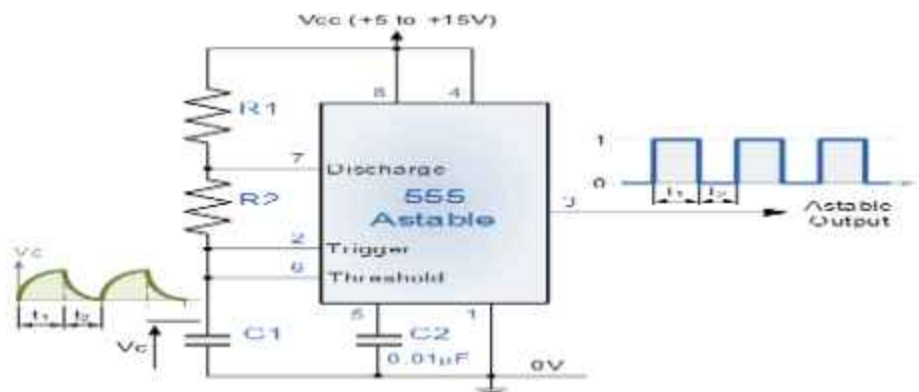 Vcc (+5 to +15V)
8
4
R1
7
Discharge
R2
555
Astable
1
0
t₁
t₂
3
Astable
Output
2
Trigger
6
Threshold
Vc
t₁
t₂
Vc
C1
5
1
C2
0.01µF
0V